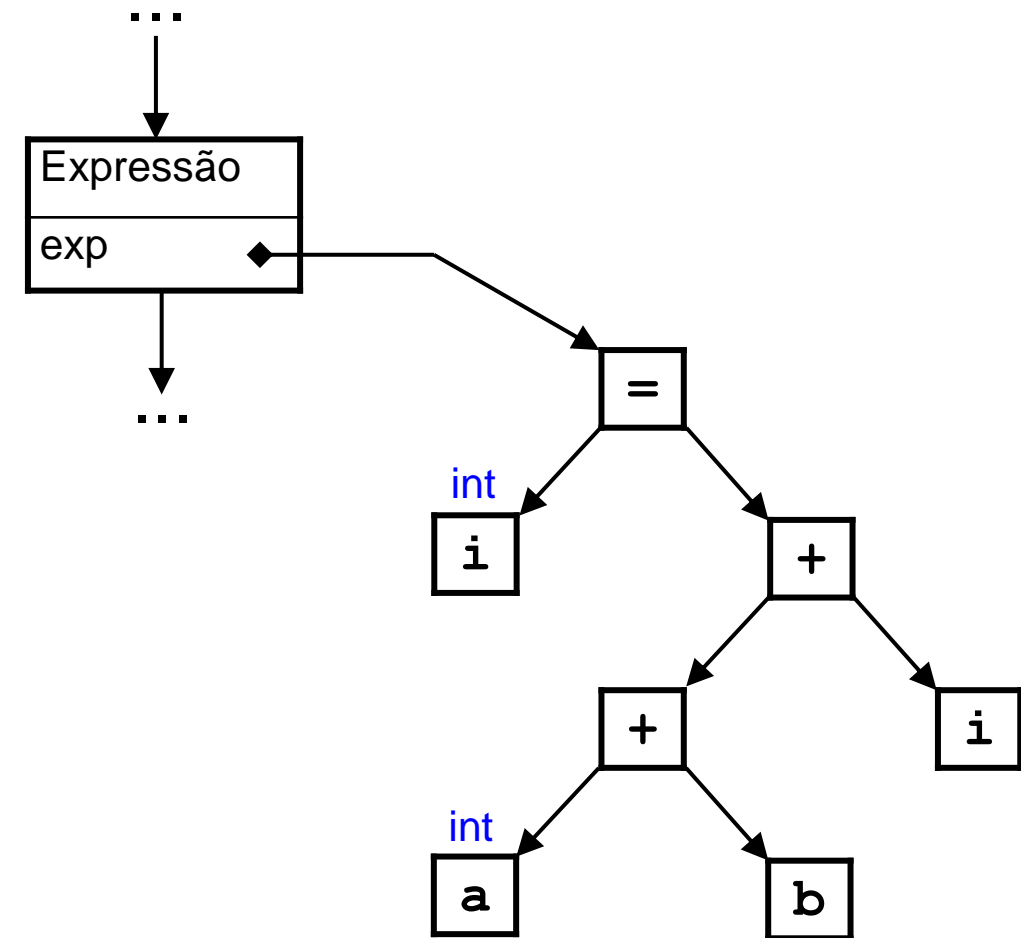 ...
Expressão
exp
...
=
int
i
+
+
i
int
a
b